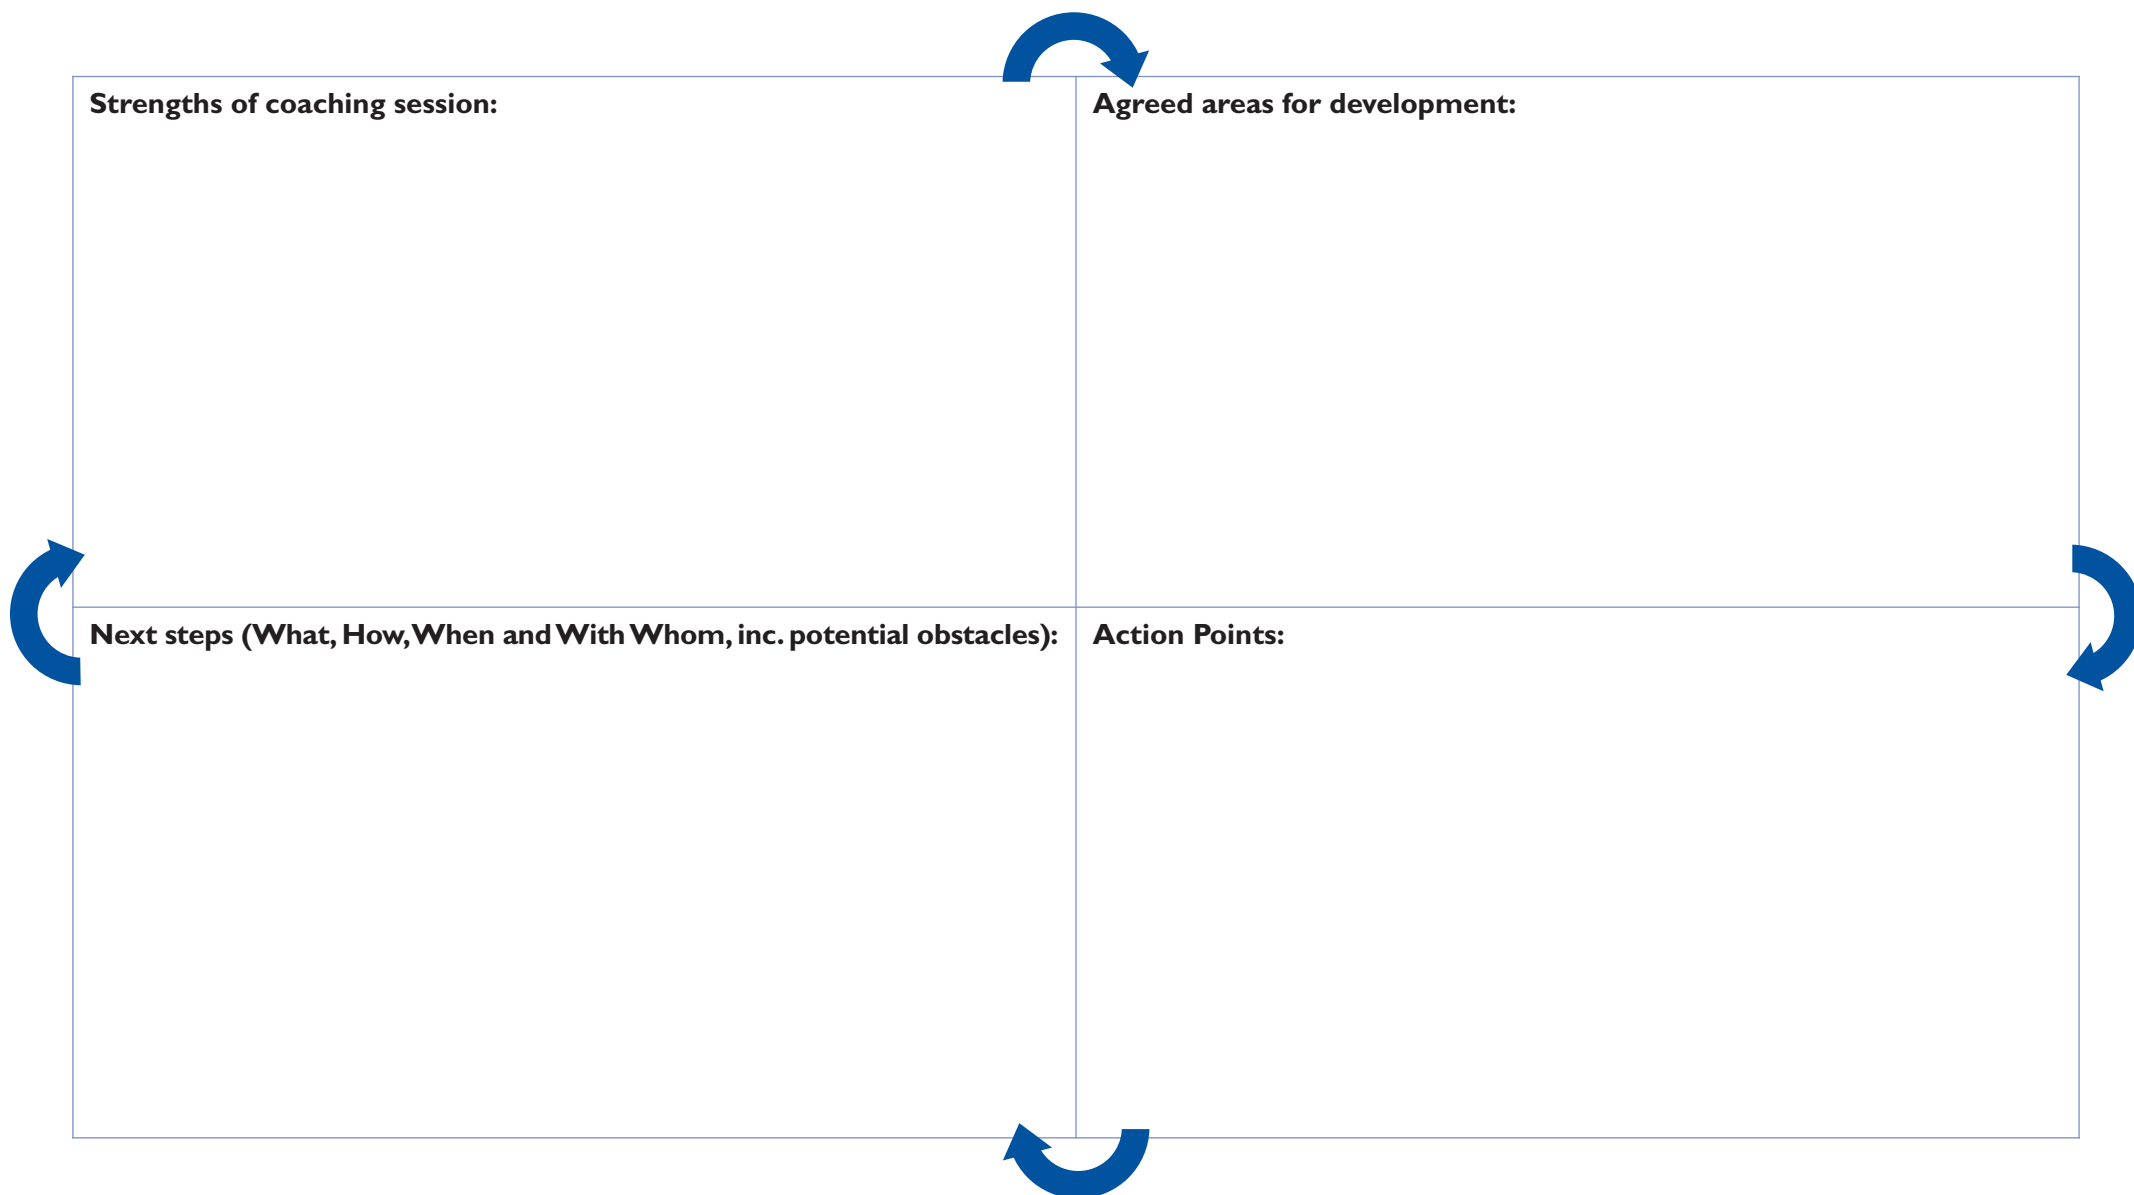 Strengths of coaching session:
Agreed areas for development:
Next steps (What, How, When and With Whom, inc. potential obstacles):
Action Points: